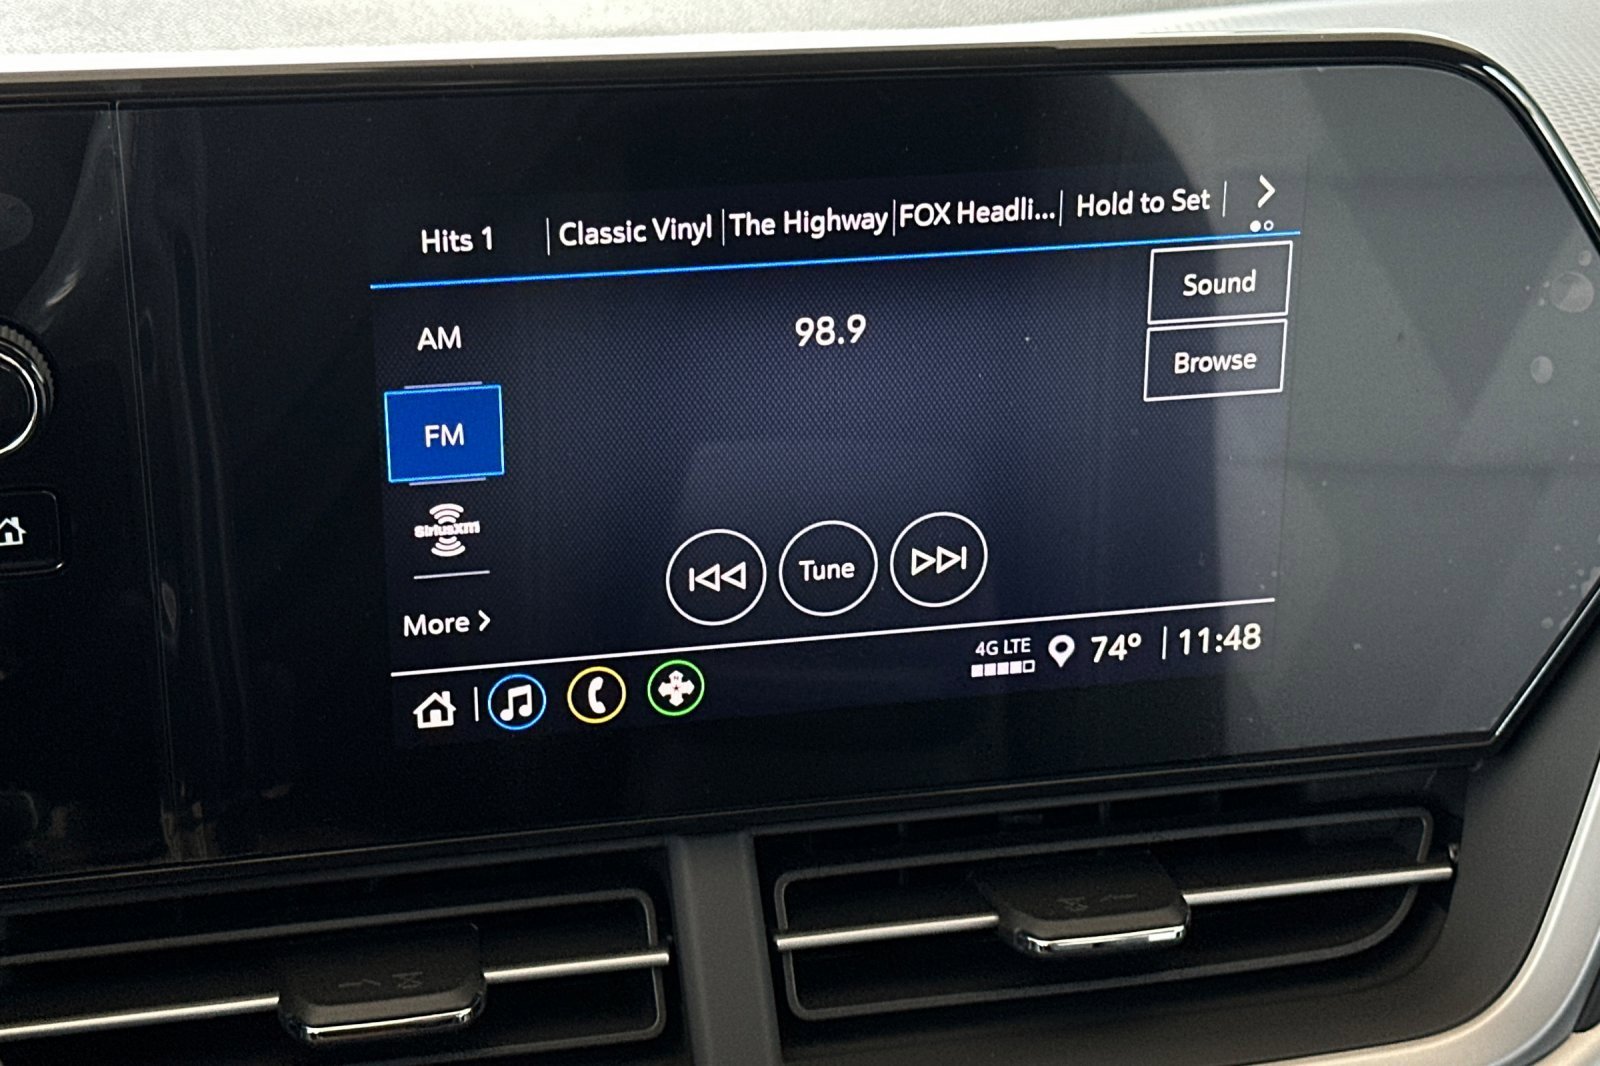 Hits 1
Classic Vinyl
The Highway
FOX Headli...
Hold to Set
AM
98.9
Sound
FM
Browse
SiriusXM
Tune
More
4G LTE
74°
11:48